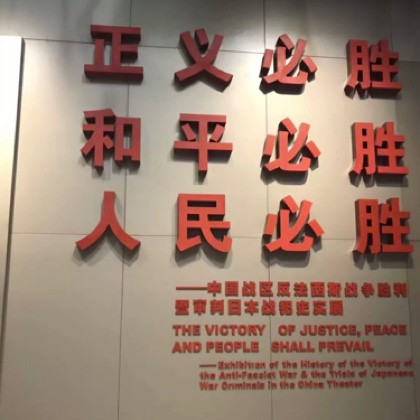 正义必胜
和平必胜
人民必胜
——中国战区反法西斯战争胜利
暨审判日本战犯史实展
THE VICTORY OF JUSTICE, PEACE
AND PEOPLE SHALL PREVAIL
——Exhibition of the History of the Victory of
the Anti-Fascist War & the Trials of Japanese
War Criminals in the China Theater